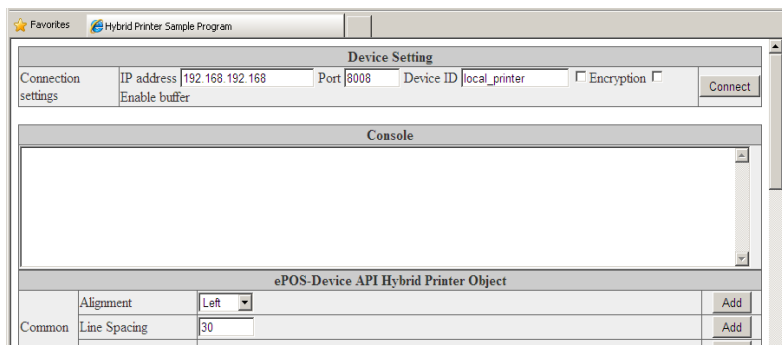 Favorites Hybrid Printer Sample Program
Device Setting
Connection settings IP address 192.168.192.168 Port 8008 Device ID local_printer Encryption
Enable buffer Connect
Console
ePOS-Device API Hybrid Printer Object
Common Alignment Left Add
Line Spacing 30 Add